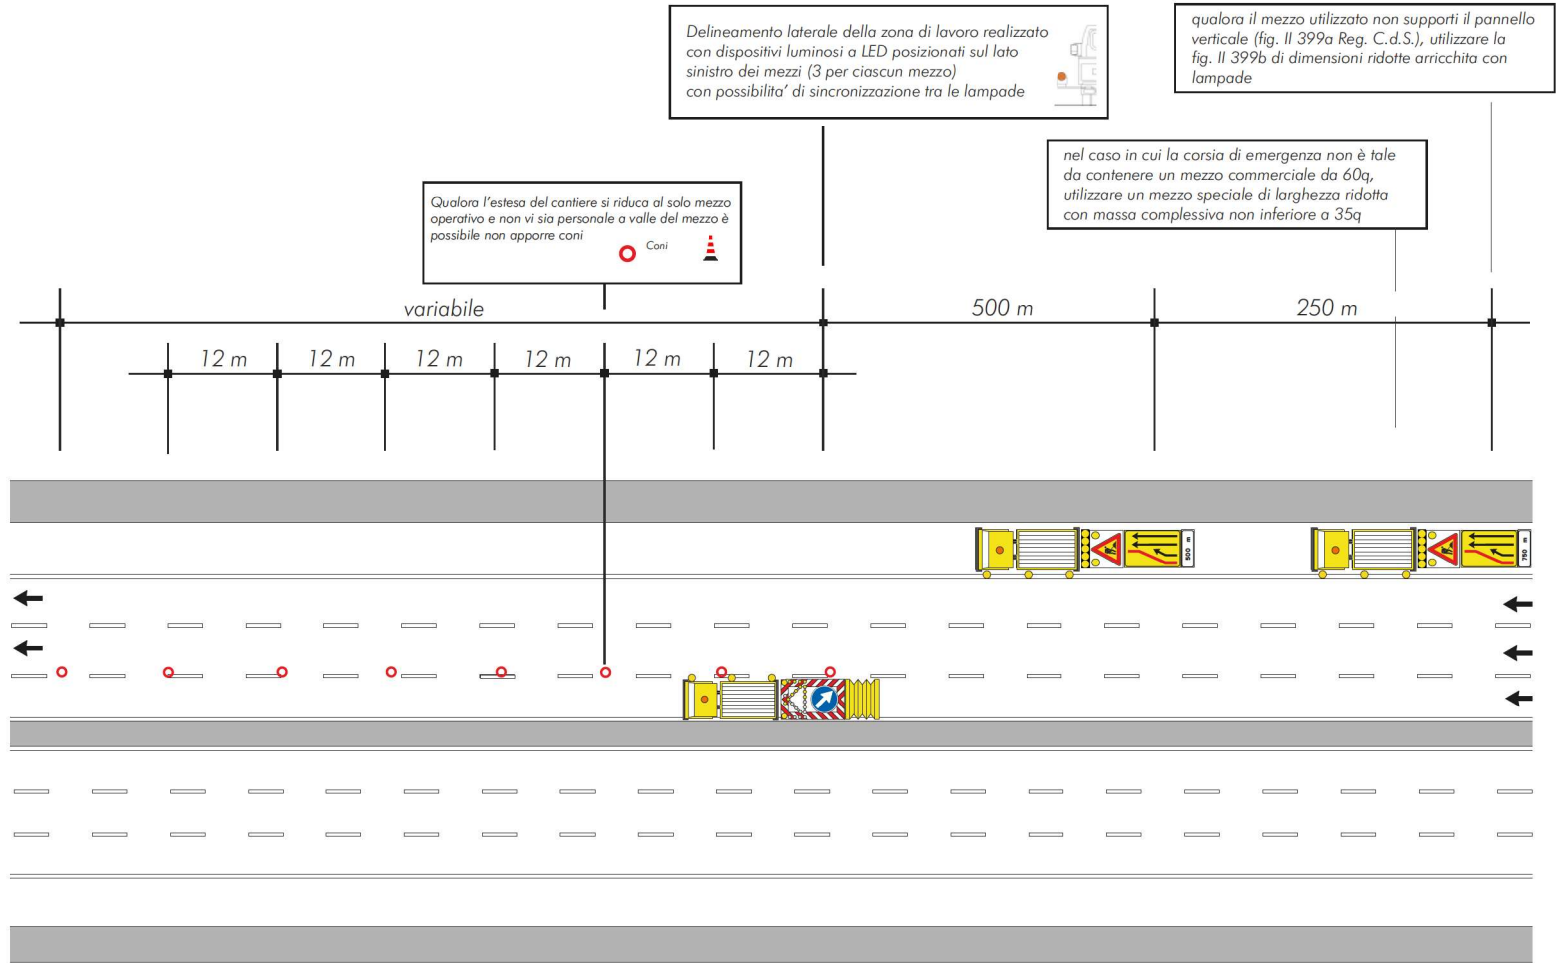 Delineamento laterale della zona di lavoro realizzato
con dispositivi luminosi a LED posizionati sul lato
sinistro dei mezzi (3 per ciascun mezzo)
con possibilita' di sincronizzazione tra le lampade
qualora il mezzo utilizzato non supporti il pannello
verticale (fig. II 399a Reg. C.d.S.), utilizzare la
fig. II 399b di dimensioni ridotte arricchita con
lampade
nel caso in cui la corsia di emergenza non è tale
da contenere un mezzo commerciale da 60q,
utilizzare un mezzo speciale di larghezza ridotta
con massa complessiva non inferiore a 35q
Qualora l'estesa del cantiere si riduca al solo mezzo
operativo e non vi sia personale a valle del mezzo è
possibile non apporre coni
Coni
variabile
500 m
250 m
12 m
12 m
12 m
12 m
12 m
12 m
500 m
750 m